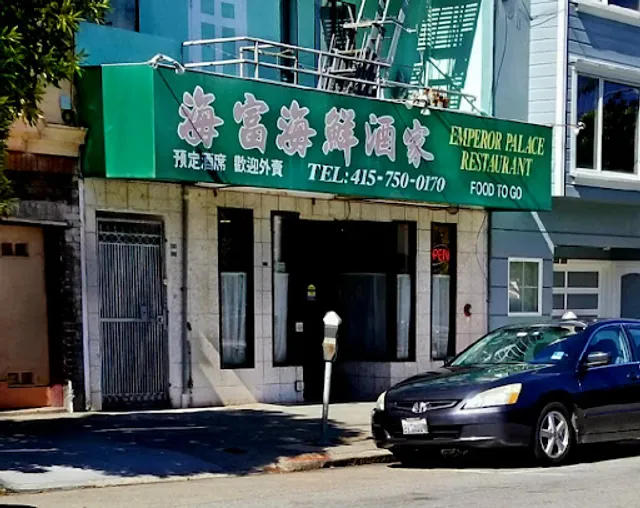 海富海鮮酒家
預定酒席 歡迎外賣
TEL: 415-750-0170
EMPEROR PALACE
RESTAURANT
FOOD TO GO
OPEN